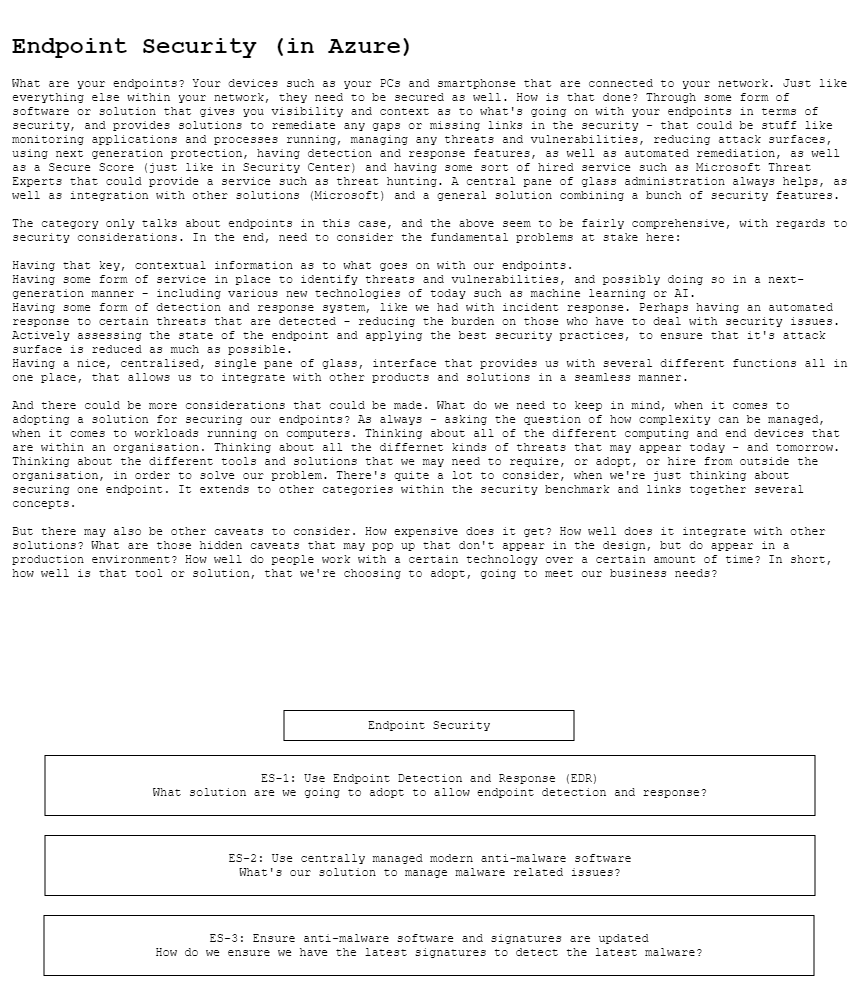 Endpoint Security (in Azure)
What are your endpoints? Your devices such as your PCs and smartphonse that are connected to your network. Just like
everything else within your network, they need to be secured as well. How is that done? Through some form of
software or solution that gives you visibility and context as to what's going on with your endpoints in terms of
security, and provides solutions to remediate any gaps or missing links in the security - that could be stuff like
monitoring applications and processes running, managing any threats and vulnerabilities, reducing attack surfaces,
using next generation protection, having detection and response features, as well as automated remediation, as well
as a Secure Score (just like in Security Center) and having some sort of hired service such as Microsoft Threat
Experts that could provide a service such as threat hunting. A central pane of glass administration always helps, as
well as integration with other solutions (Microsoft) and a general solution combining a bunch of security features.
The category only talks about endpoints in this case, and the above seem to be fairly comprehensive, with regards to
security considerations. In the end, need to consider the fundamental problems at stake here:
Having that key, contextual information as to what goes on with our endpoints.
Having some form of service in place to identify threats and vulnerabilities, and possibly doing so in a next-
generation manner - including various new technologies of today such as machine learning or AI.
Having some form of detection and response system, like we had with incident response. Perhaps having an automated
response to certain threats that are detected - reducing the burden on those who have to deal with security issues.
Actively assessing the state of the endpoint and applying the best security practices, to ensure that it's attack
surface is reduced as much as possible.
Having a nice, centralised, single pane of glass, interface that provides us with several different functions all in
one place, that allows us to integrate with other products and solutions in a seamless manner.
And there could be more considerations that could be made. What do we need to keep in mind, when it comes to
adopting a solution for securing our endpoints? As always - asking the question of how complexity can be managed,
when it comes to workloads running on computers. Thinking about all of the different computing and end devices that
are within an organisation. Thinking about all the differnet kinds of threats that may appear today - and tomorrow.
Thinking about the different tools and solutions that we may need to require, or adopt, or hire from outside the
organisation, in order to solve our problem. There's quite a lot to consider, when we're just thinking about
securing one endpoint. It extends to other categories within the security benchmark and links together several
concepts.
But there may also be other caveats to consider. How expensive does it get? How well does it integrate with other
solutions? What are those hidden caveats that may pop up that don't appear in the design, but do appear in a
production environment? How well do people work with a certain technology over a certain amount of time? In short,
how well is that tool or solution, that we're choosing to adopt, going to meet our business needs?
Endpoint Security
ES-1: Use Endpoint Detection and Response (EDR)
What solution are we going to adopt to allow endpoint detection and response?
ES-2: Use centrally managed modern anti-malware software
What's our solution to manage malware related issues?
ES-3: Ensure anti-malware software and signatures are updated
How do we ensure we have the latest signatures to detect the latest malware?